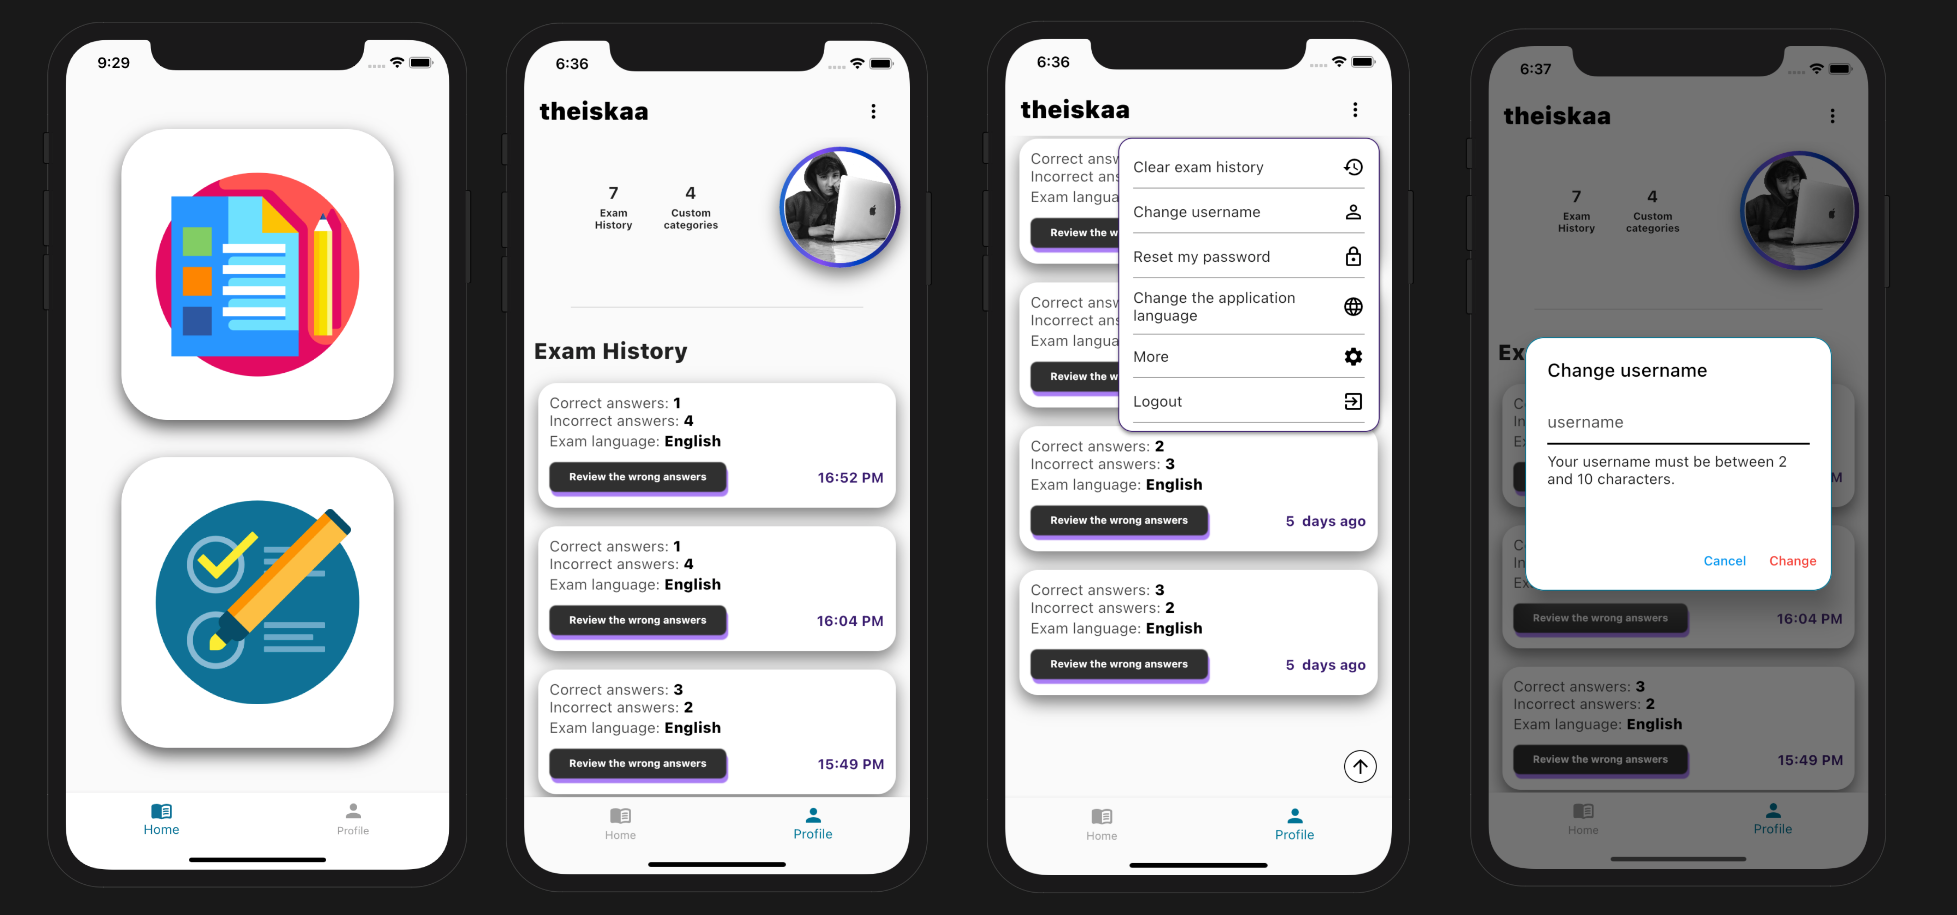 9:29
Home
Profile
6:36
theiskaa
7
Exam
History
4
Custom
categories
Exam History
Correct answers: 1
Incorrect answers: 4
Exam language: English
Review the wrong answers
16:52 PM
Correct answers: 1
Incorrect answers: 4
Exam language: English
Review the wrong answers
16:04 PM
Correct answers: 3
Incorrect answers: 2
Exam language: English
Review the wrong answers
15:49 PM
Home
Profile
6:36
theiskaa
Clear exam history
Change username
Reset my password
Change the application
language
More
Logout
Correct answ
Incorrect ans
Exam langua
Review the w
Correct answ
Incorrect ans
Exam langua
Review the w
Correct answers: 2
Incorrect answers: 3
Exam language: English
Review the wrong answers
5 days ago
Correct answers: 3
Incorrect answers: 2
Exam language: English
Review the wrong answers
5 days ago
Home
Profile
6:37
theiskaa
7
Exam
History
4
Custom
categories
Ex
Change username
username
Your username must be between 2
and 10 characters.
Cancel
Change
C
In
E
M
C
In
Ex
Review the wrong answers
16:04 PM
Correct answers: 3
Incorrect answers: 2
Exam language: English
Review the wrong answers
15:49 PM
Home
Profile